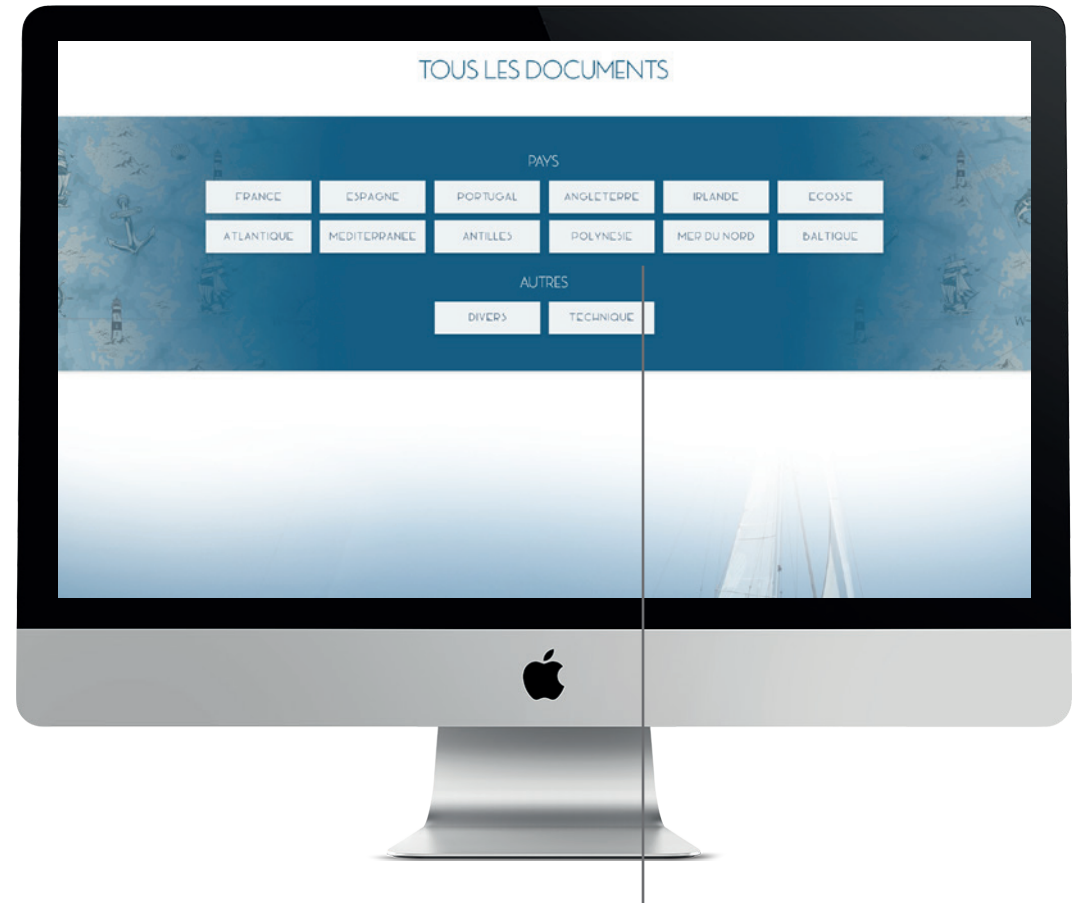 TOUS LES DOCUMENTS
PAYS
FRANCE ESPAGNE PORTUGAL ANGLETERRE IRLANDE ECOSSE
ATLANTIQUE MEDITERRANEE ANTILLES POLYNESIE MER DU NORD BALTIQUE
AUTRES
DIVERS TECHNIQUE